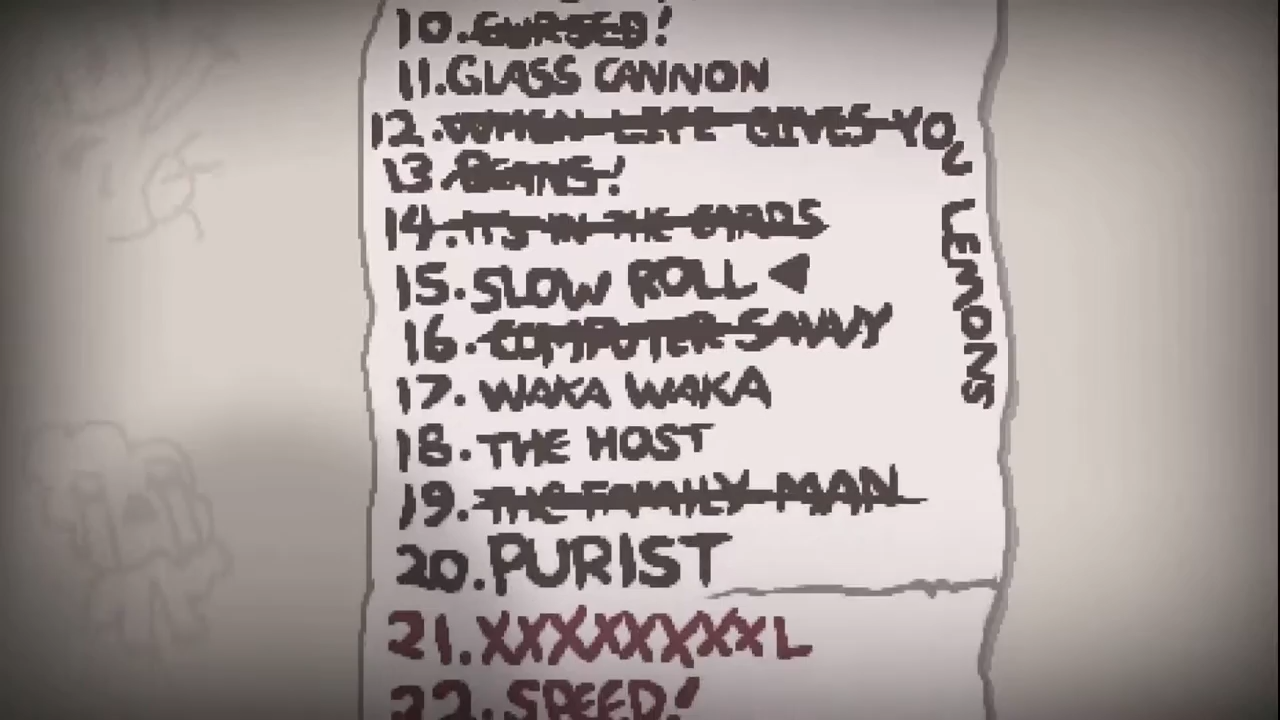 10. CURSED!
11. GLASS CANNON
12. WHEN LIFE GIVES YOU LEMONS
13. BEANS!
14. IT'S IN THE CARDS
15. SLOW ROLL
16. COMPUTER SAVVY
17. WAKA WAKA
18. THE HOST
19. THE FAMILY MAN
20. PURIST
21. XXXXXXXXL
22. SPEED!